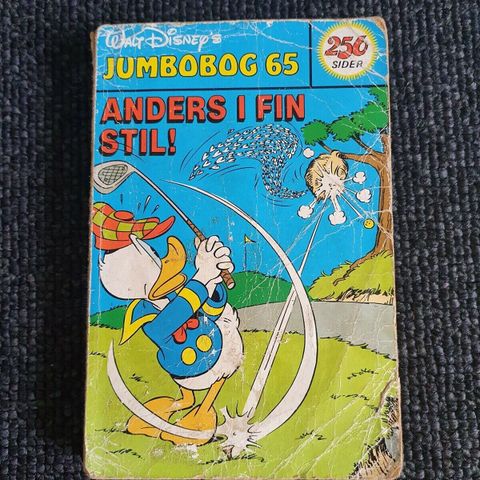 WALT DISNEY'S
JUMBOBOG 65
256
SIDER
ANDERS I FIN
STIL!